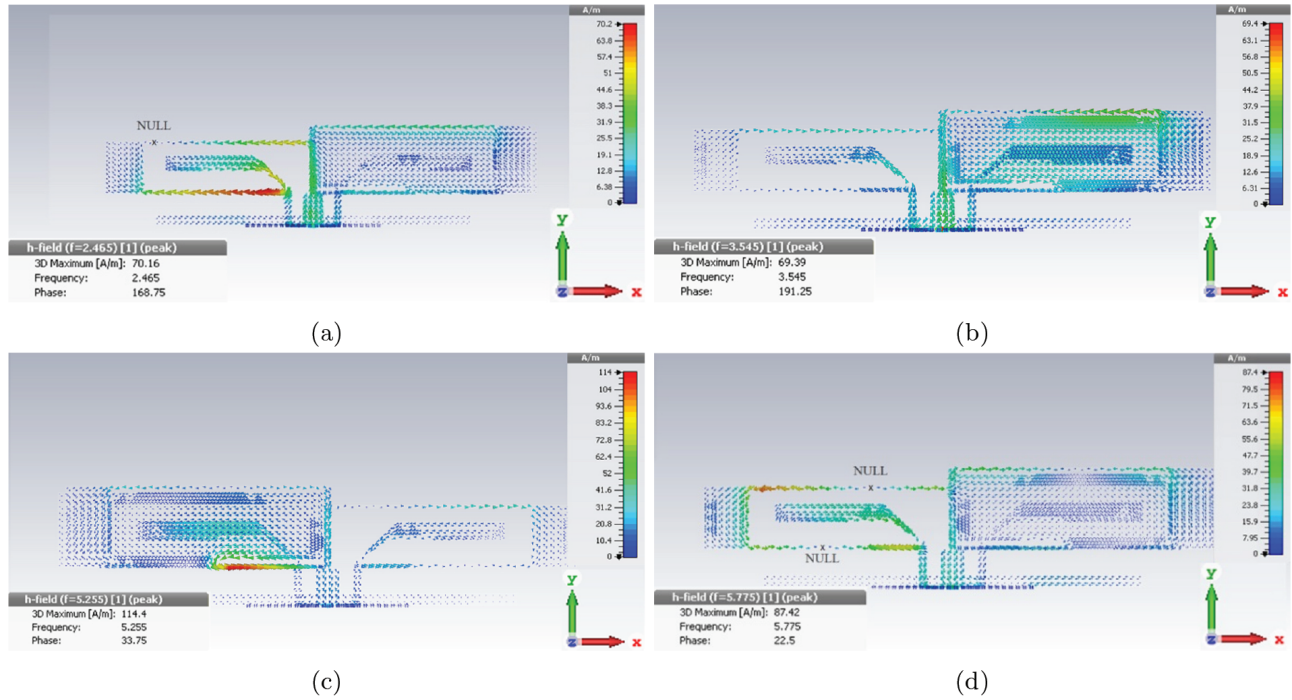 A/m
70.2
63.8
57.4
51
44.6
38.3
31.9
25.5
19.1
12.8
6.38
0
NULL
x
y
z x
h-field (f=2.465) [1] (peak)
3D Maximum [A/m]: 70.16
Frequency: 2.465
Phase: 168.75
(a)
A/m
69.4
63.1
56.8
50.5
44.2
37.9
31.5
25.2
18.9
12.6
6.31
0
y
z x
h-field (f=3.545) [1] (peak)
3D Maximum [A/m]: 69.39
Frequency: 3.545
Phase: 191.25
(b)
A/m
114
104
93.6
83.2
72.8
62.4
52
41.6
31.2
20.8
10.4
0
y
z x
h-field (f=5.255) [1] (peak)
3D Maximum [A/m]: 114.4
Frequency: 5.255
Phase: 33.75
(c)
A/m
87.4
79.5
71.5
63.6
55.6
47.7
39.7
31.8
23.8
15.9
7.95
0
NULL
x
x
NULL
y
z x
h-field (f=5.775) [1] (peak)
3D Maximum [A/m]: 87.42
Frequency: 5.775
Phase: 22.5
(d)